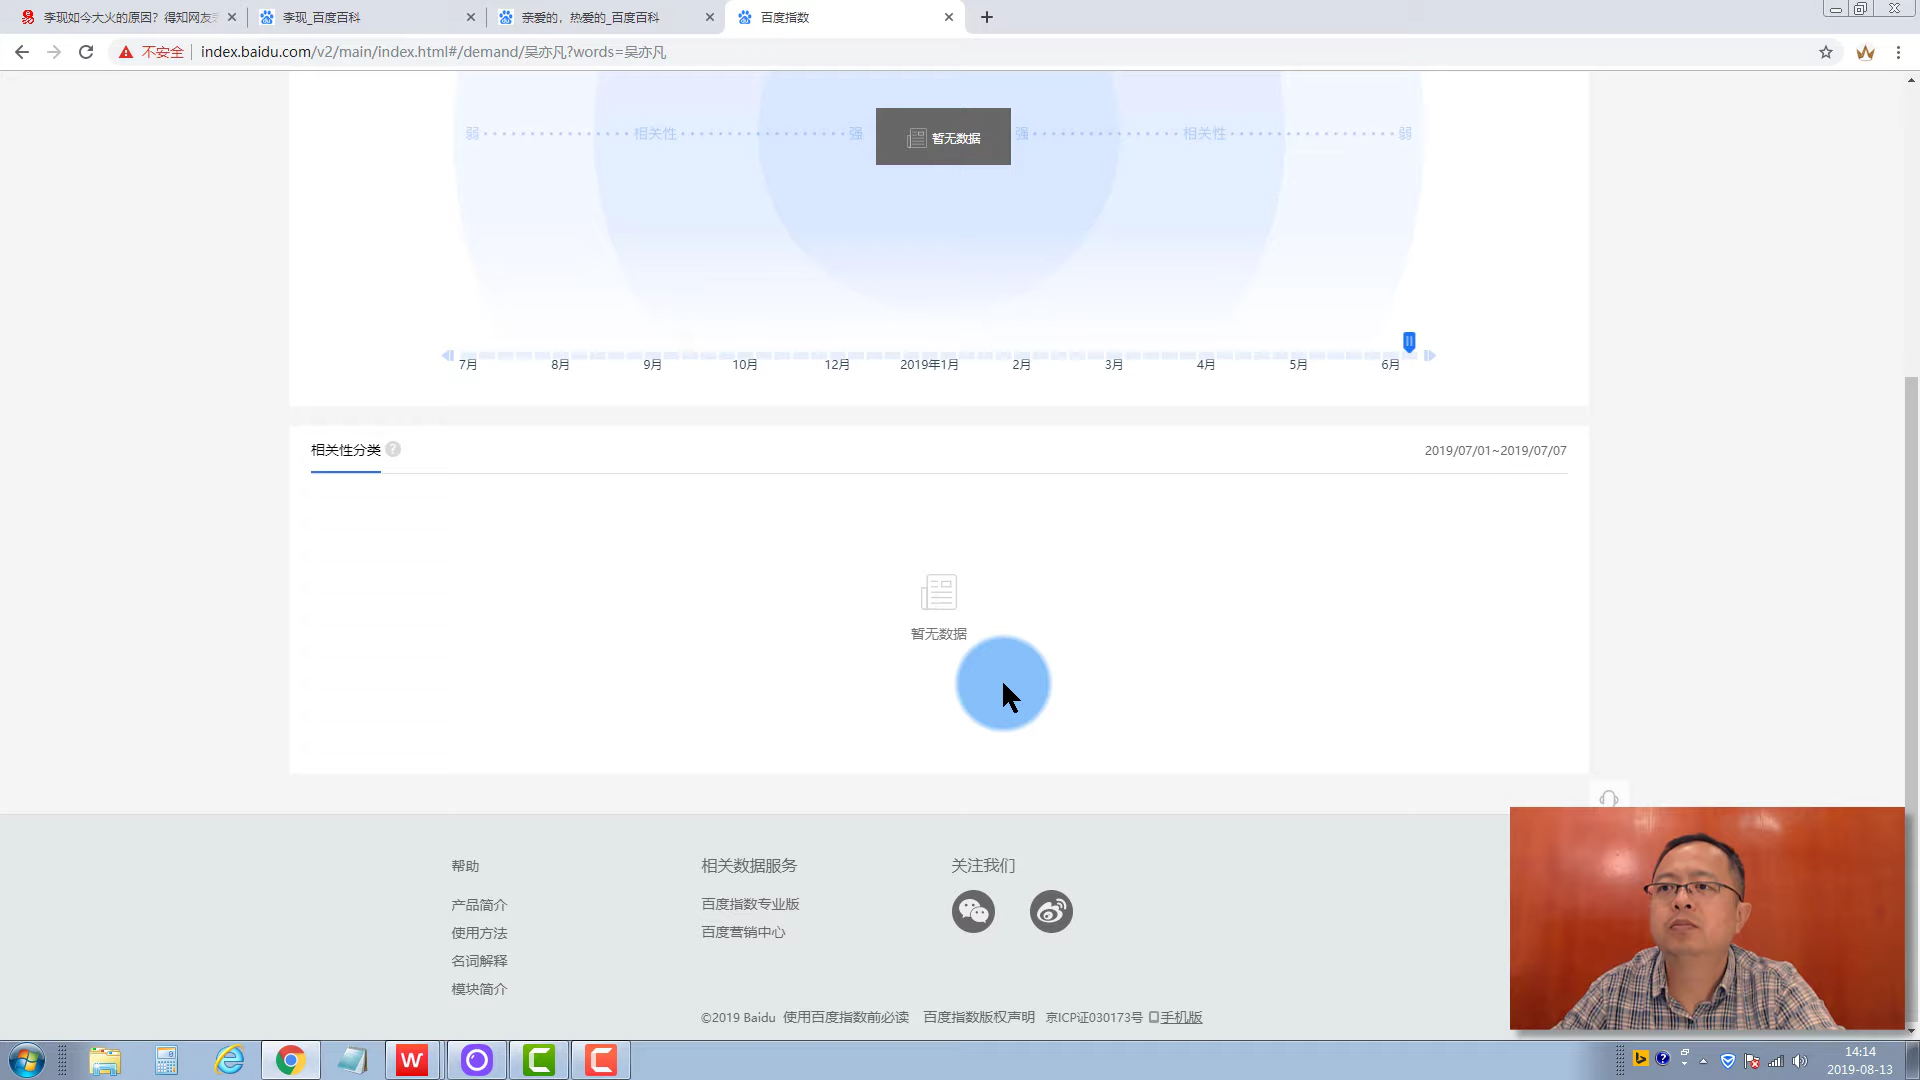 李现如今大火的原因？得知网友
李现_百度百科
亲爱的，热爱的_百度百科
百度指数
不安全
index.baidu.com/v2/main/index.html#/demand/吴亦凡?words=吴亦凡
弱 相关性 强 强 相关性 弱
暂无数据
7月 8月 9月 10月 12月 2019年1月 2月 3月 4月 5月 6月
相关性分类 ?
2019/07/01~2019/07/07
暂无数据
帮助
产品简介
使用方法
名词解释
模块简介
相关数据服务
百度指数专业版
百度营销中心
关注我们
©2019 Baidu 使用百度指数前必读 百度指数版权声明 京ICP证030173号 手机版
14:14
2019-08-13